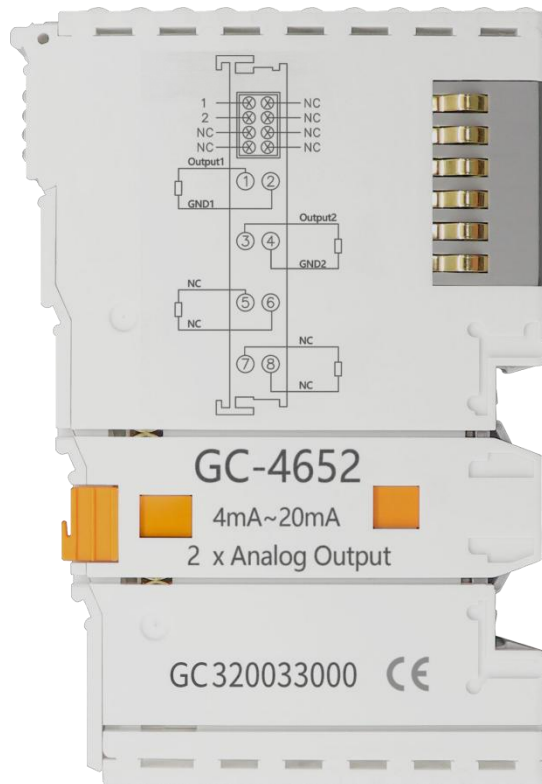 1 NC
2 NC
NC NC
NC NC
Output1
1 2
GND1
Output2
3 4
GND2
NC
5 6
NC
NC
7 8
NC
GC-4652
4mA~20mA
2 x Analog Output
GC320033000 CE